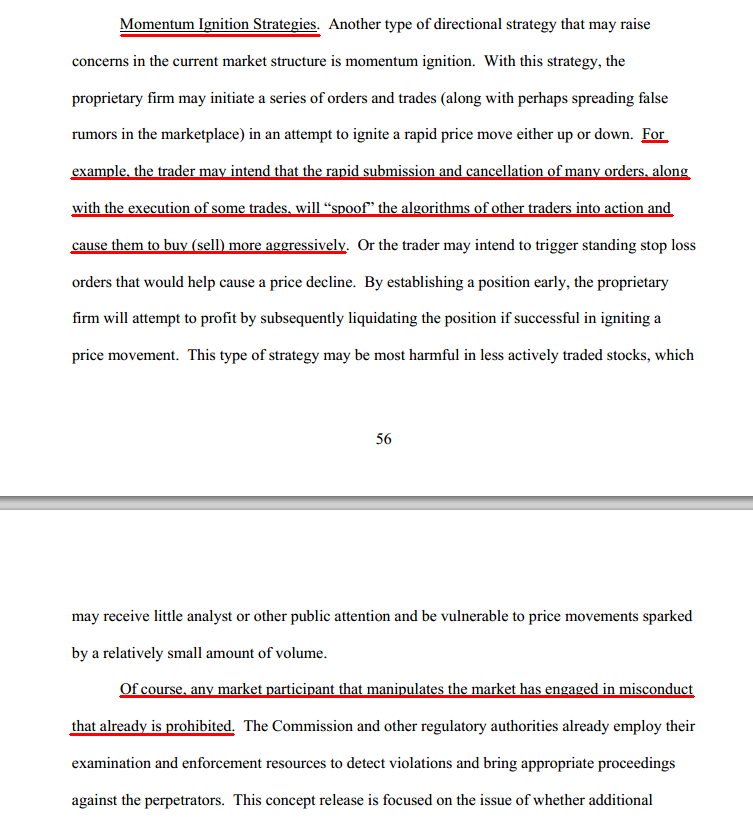 Momentum Ignition Strategies.  Another type of directional strategy that may raise
concerns in the current market structure is momentum ignition.  With this strategy, the
proprietary firm may initiate a series of orders and trades (along with perhaps spreading false
rumors in the marketplace) in an attempt to ignite a rapid price move either up or down.  For
example, the trader may intend that the rapid submission and cancellation of many orders, along
with the execution of some trades, will “spoof” the algorithms of other traders into action and
cause them to buy (sell) more aggressively.  Or the trader may intend to trigger standing stop loss
orders that would help cause a price decline.  By establishing a position early, the proprietary
firm will attempt to profit by subsequently liquidating the position if successful in igniting a
price movement.  This type of strategy may be most harmful in less actively traded stocks, which
56
may receive little analyst or other public attention and be vulnerable to price movements sparked
by a relatively small amount of volume.
Of course, any market participant that manipulates the market has engaged in misconduct
that already is prohibited.  The Commission and other regulatory authorities already employ their
examination and enforcement resources to detect violations and bring appropriate proceedings
against the perpetrators.  This concept release is focused on the issue of whether additional